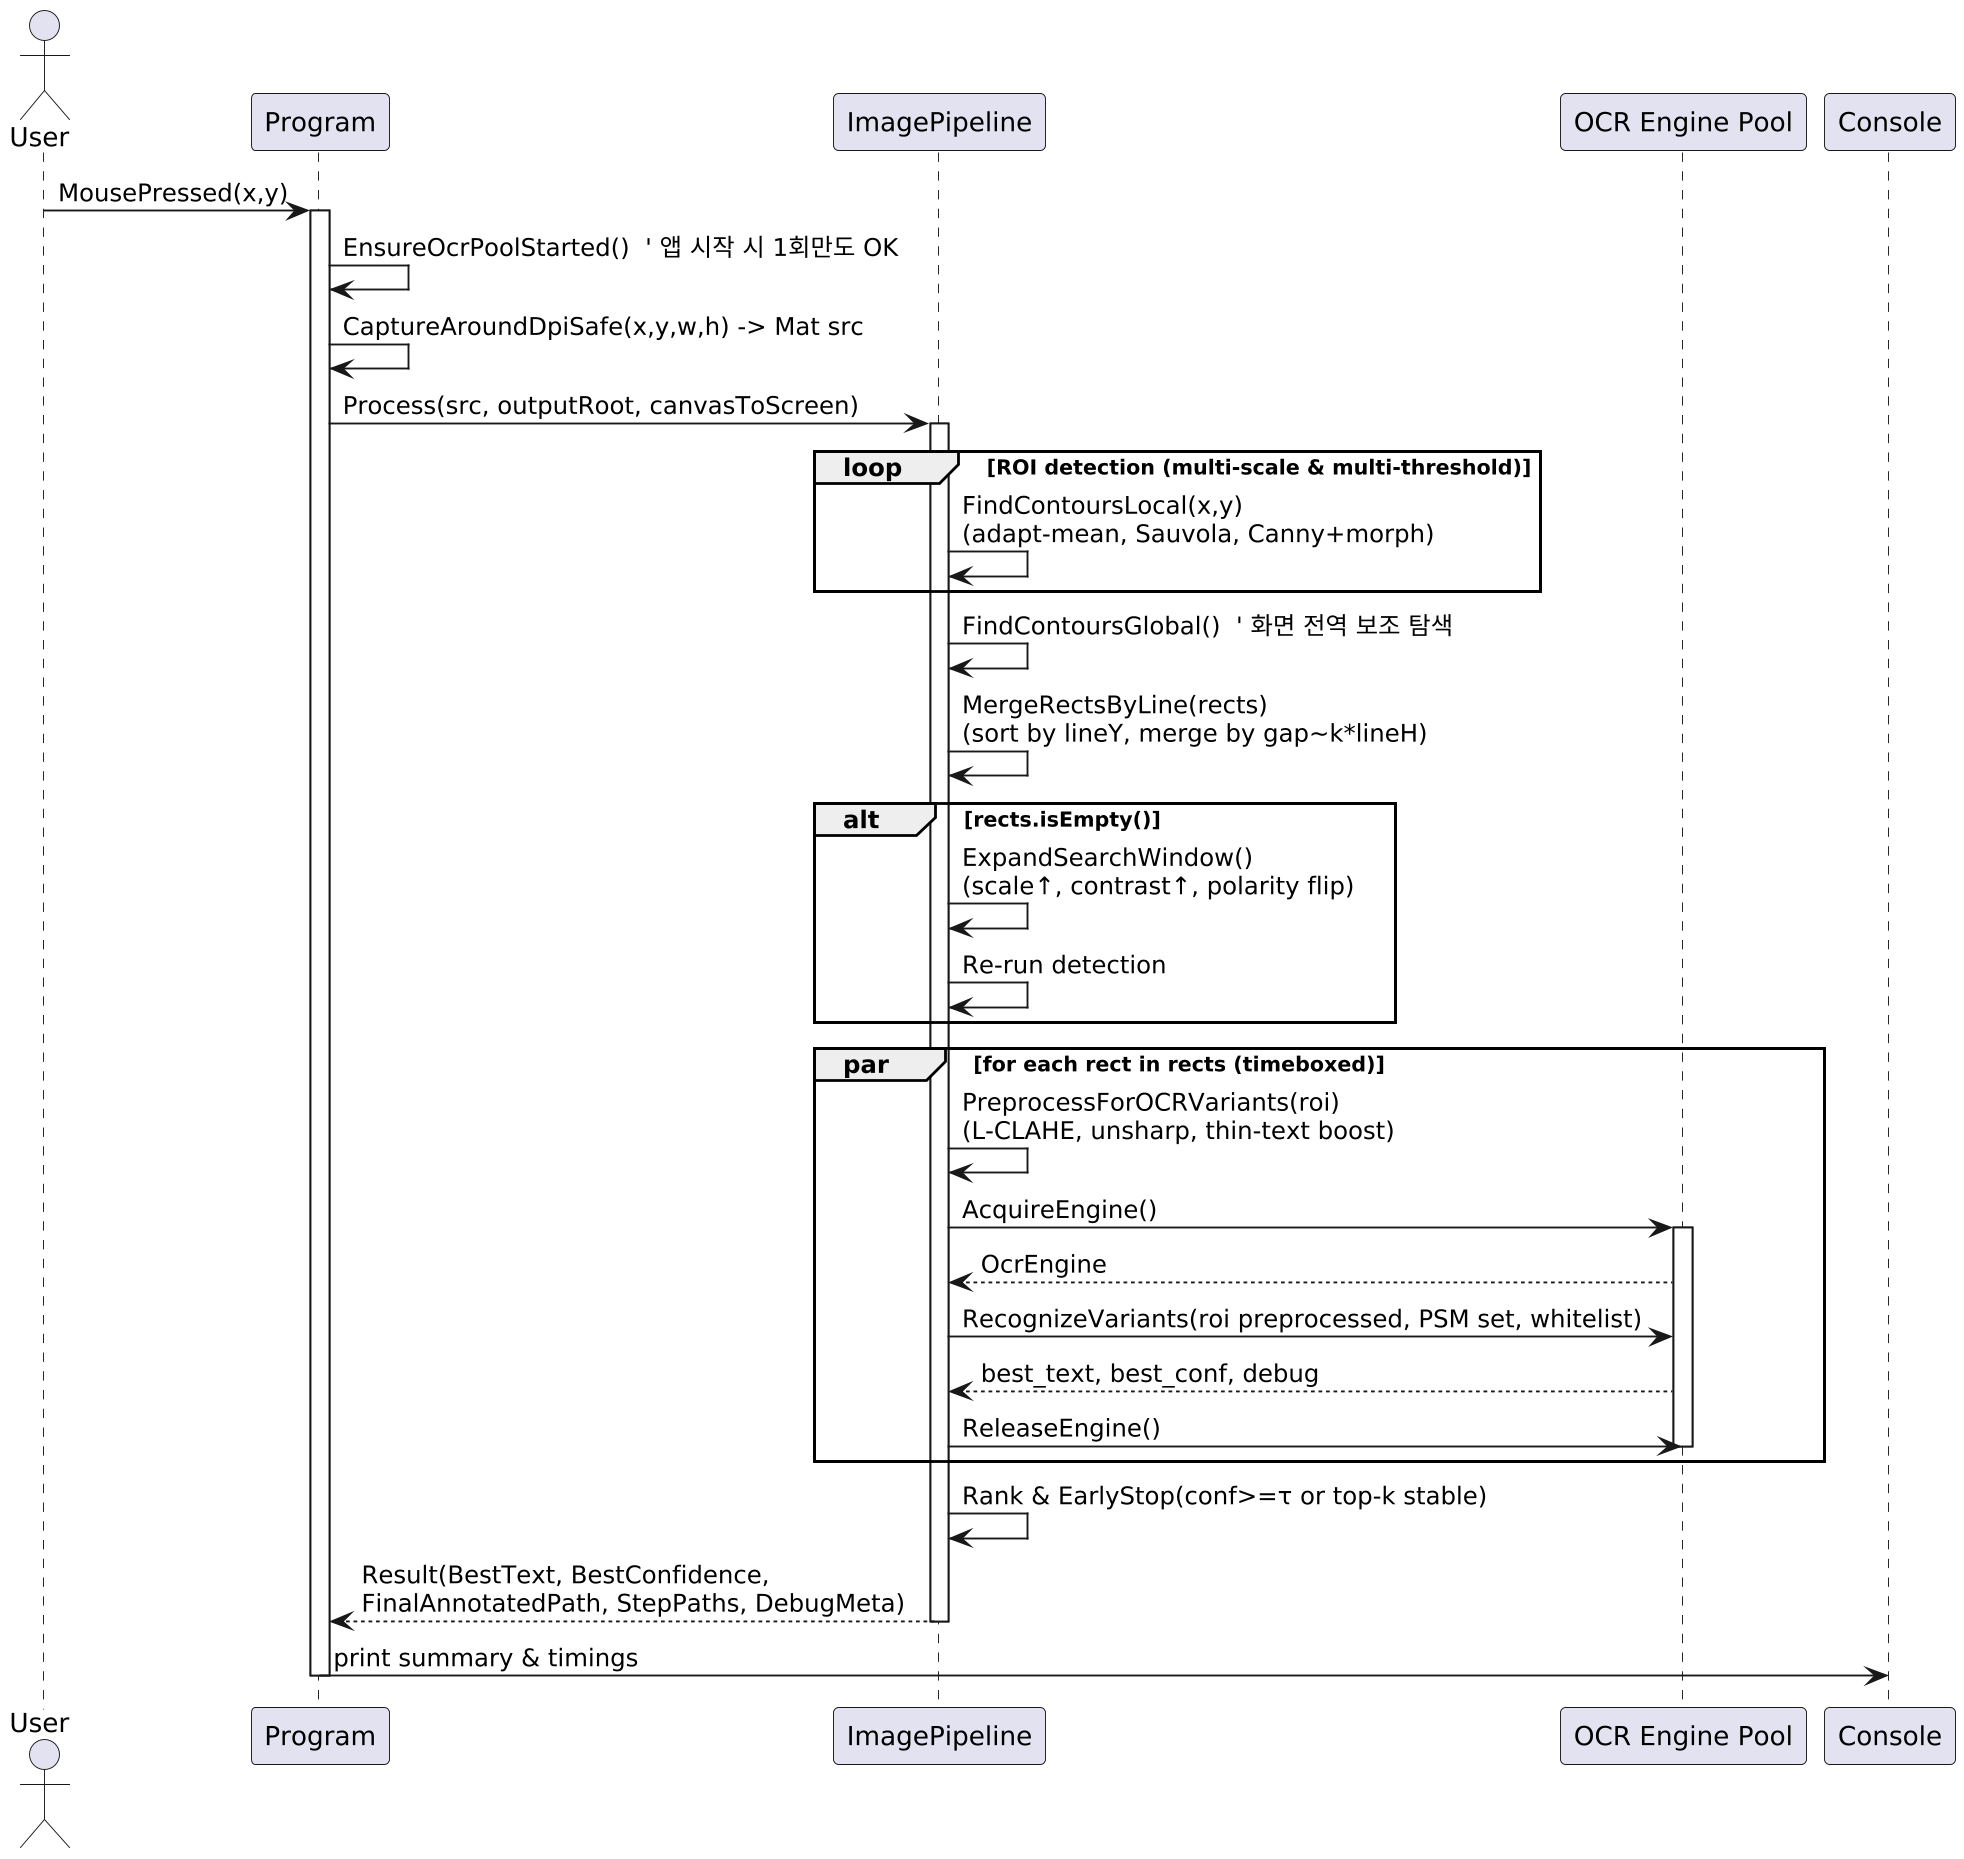 User
Program
ImagePipeline
OCR Engine Pool
Console
MousePressed(x,y)
EnsureOcrPoolStarted()  ' 앱 시작 시 1회만도 OK
CaptureAroundDpiSafe(x,y,w,h) -> Mat src
Process(src, outputRoot, canvasToScreen)
loop
[ROI detection (multi-scale & multi-threshold)]
FindContoursLocal(x,y)
(adapt-mean, Sauvola, Canny+morph)
FindContoursGlobal()  ' 화면 전역 보조 탐색
MergeRectsByLine(rects)
(sort by lineY, merge by gap~k*lineH)
alt
[rects.isEmpty()]
ExpandSearchWindow()
(scale↑, contrast↑, polarity flip)
Re-run detection
par
[for each rect in rects (timeboxed)]
PreprocessForOCRVariants(roi)
(L-CLAHE, unsharp, thin-text boost)
AcquireEngine()
OcrEngine
RecognizeVariants(roi preprocessed, PSM set, whitelist)
best_text, best_conf, debug
ReleaseEngine()
Rank & EarlyStop(conf>=τ or top-k stable)
Result(BestText, BestConfidence,
FinalAnnotatedPath, StepPaths, DebugMeta)
print summary & timings
User
Program
ImagePipeline
OCR Engine Pool
Console